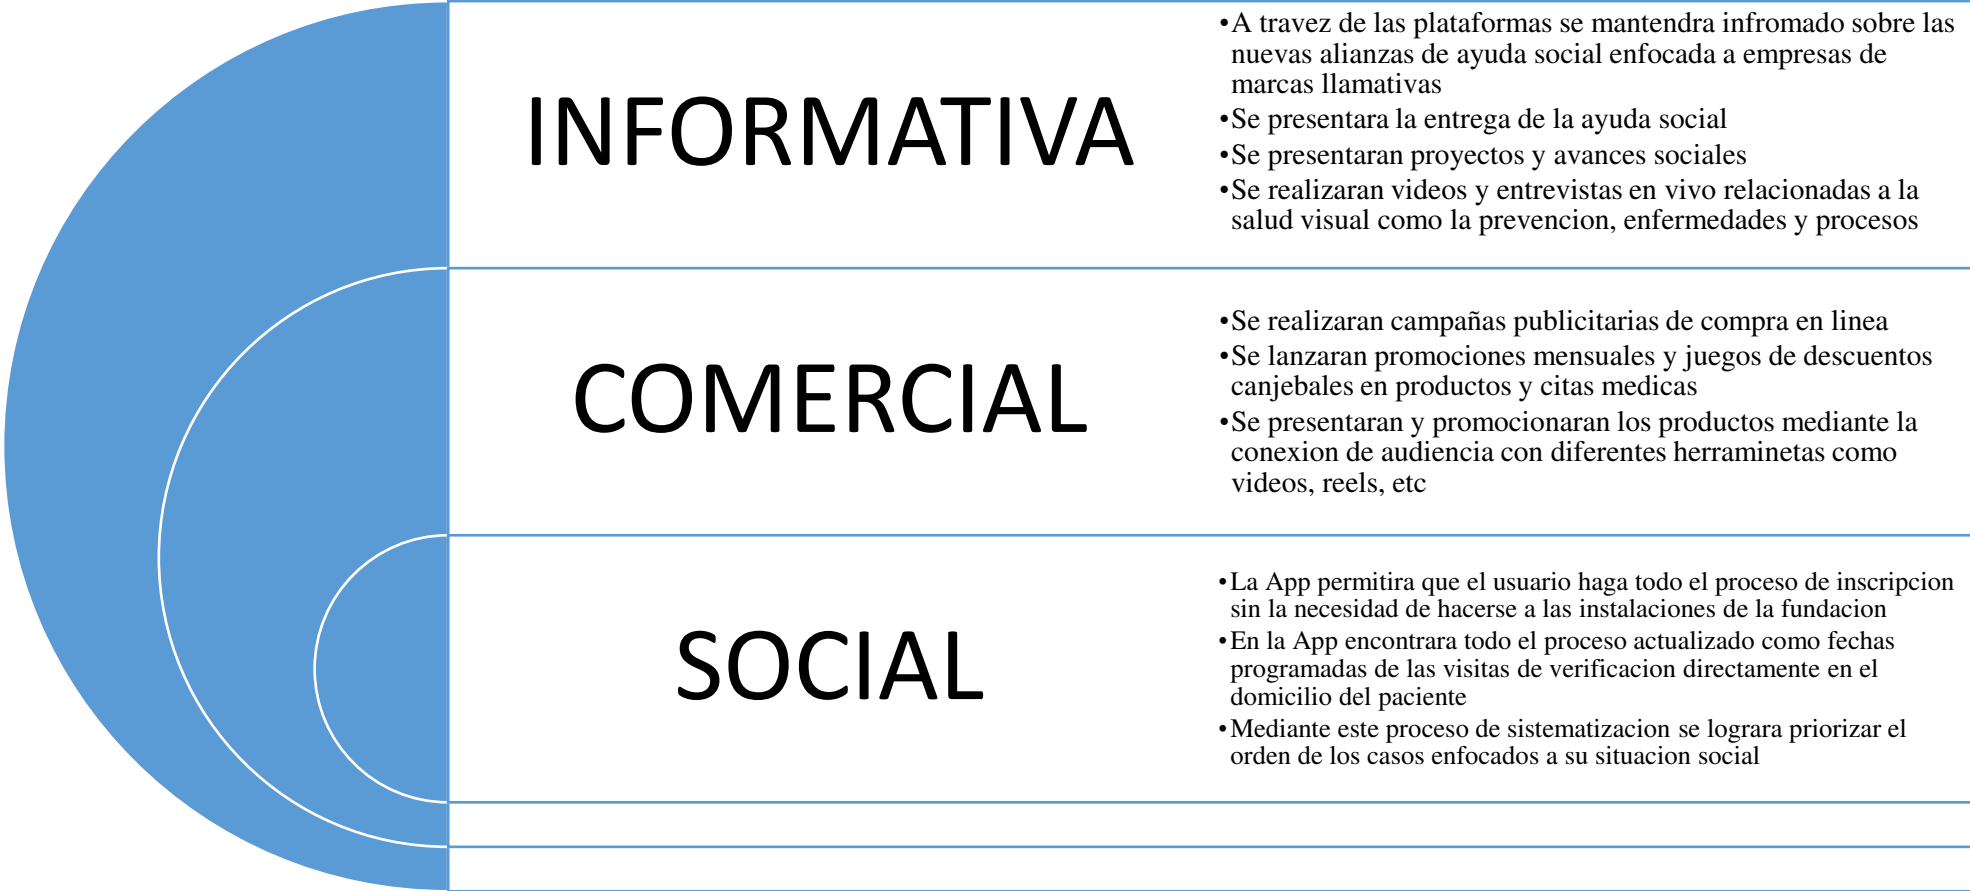 INFORMATIVA
•A travez de las plataformas se mantendra infromado sobre las
nuevas alianzas de ayuda social enfocada a empresas de
marcas llamativas
•Se presentara la entrega de la ayuda social
•Se presentaran proyectos y avances sociales
•Se realizaran videos y entrevistas en vivo relacionadas a la
salud visual como la prevencion, enfermedades y procesos
COMERCIAL
•Se realizaran campañas publicitarias de compra en linea
•Se lanzaran promociones mensuales y juegos de descuentos
canjebales en productos y citas medicas
•Se presentaran y promocionaran los productos mediante la
conexion de audiencia con diferentes herraminetas como
videos, reels, etc
SOCIAL
•La App permitira que el usuario haga todo el proceso de inscripcion
sin la necesidad de hacerse a las instalaciones de la fundacion
•En la App encontrara todo el proceso actualizado como fechas
programadas de las visitas de verificacion directamente en el
domicilio del paciente
•Mediante este proceso de sistematizacion se lograra priorizar el
orden de los casos enfocados a su situacion social